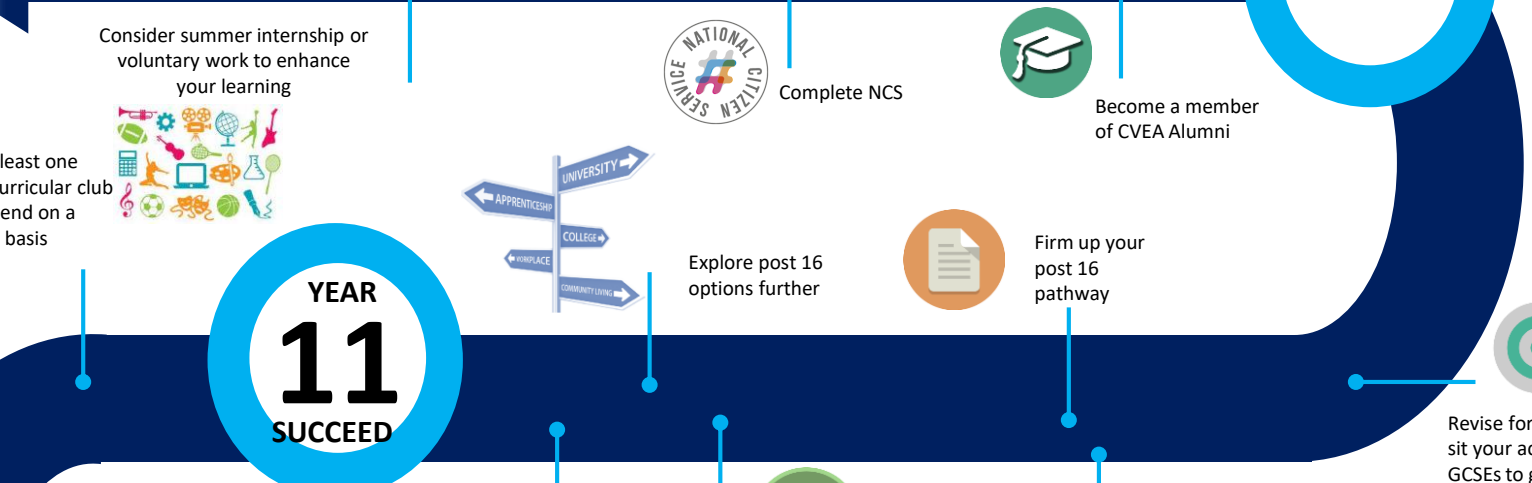 Consider summer internship or
voluntary work to enhance
your learning
NATIONAL CITIZEN SERVICE
Complete NCS
Become a member
of CVEA Alumni
least one
urricular club
end on a
basis
UNIVERSITY
APPRENTICESHIP
COLLEGE
WORKPLACE
COMMUNITY LIVING
Explore post 16
options further
Firm up your
post 16
pathway
YEAR
11
SUCCEED
Revise for
sit your
GCSEs to